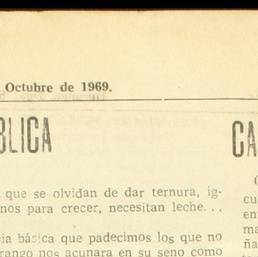 Octubre de 1969.
BLICA
CA
que se olvidan de dar ternura, ig-
nos para crecer, necesitan leche...
ia básica que padecimos los que no
rango nos acunara en su seno como